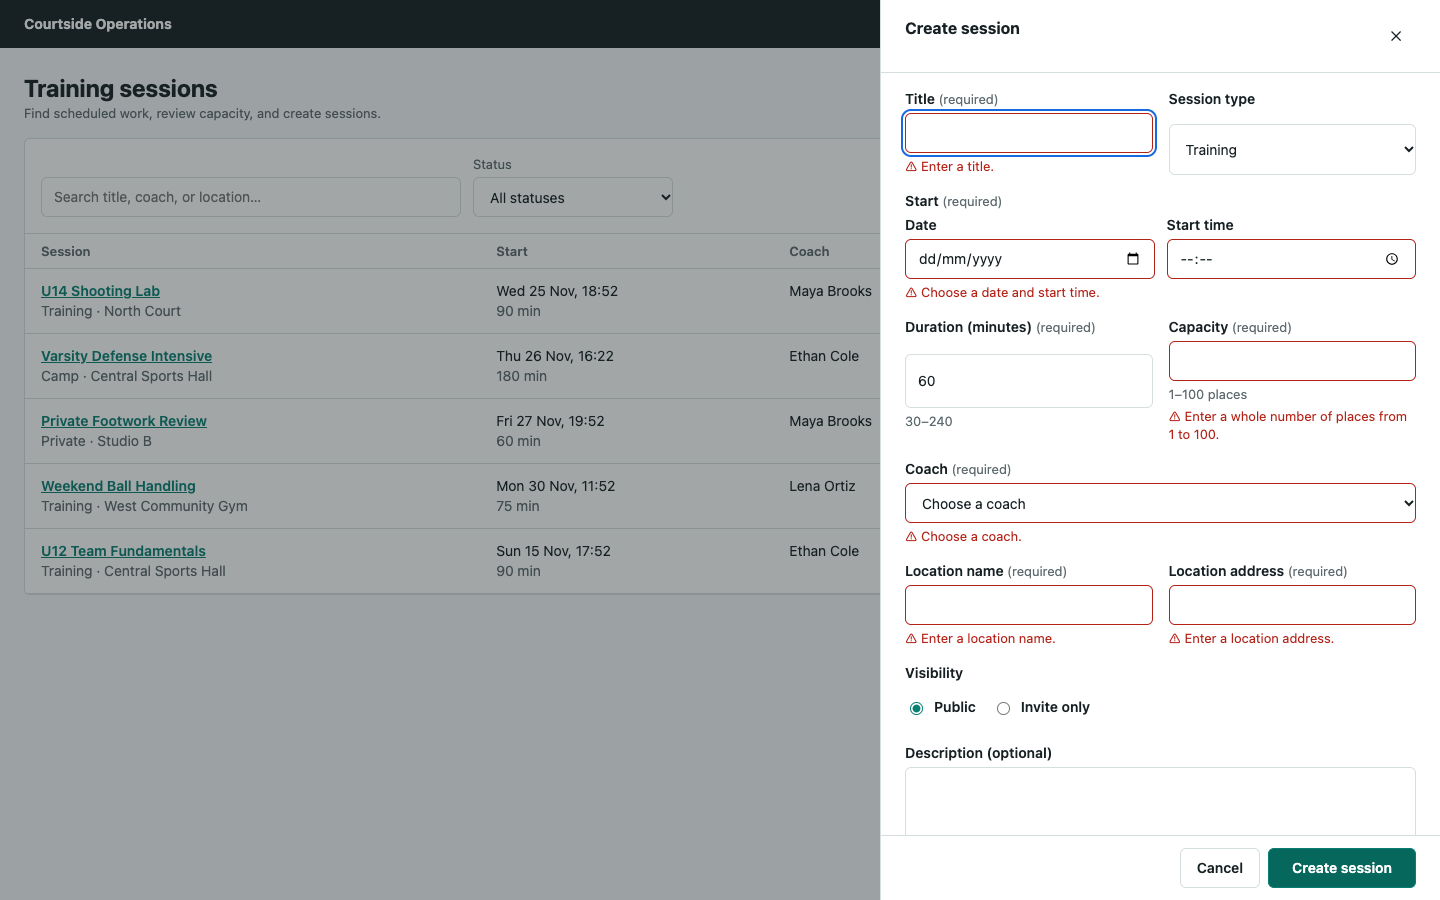 Courtside Operations
Training sessions
Find scheduled work, review capacity, and create sessions.
Status
Search title, coach, or location...
All statuses
Session Start Coach
U14 Shooting Lab Wed 25 Nov, 18:52 Maya Brooks
Training · North Court 90 min
Varsity Defense Intensive Thu 26 Nov, 16:22 Ethan Cole
Camp · Central Sports Hall 180 min
Private Footwork Review Fri 27 Nov, 19:52 Maya Brooks
Private · Studio B 60 min
Weekend Ball Handling Mon 30 Nov, 11:52 Lena Ortiz
Training · West Community Gym 75 min
U12 Team Fundamentals Sun 15 Nov, 17:52 Ethan Cole
Training · Central Sports Hall 90 min
Create session
Title (required) Session type
Training
Enter a title.
Start (required)
Date Start time
dd/mm/yyyy --:--
Choose a date and start time.
Duration (minutes) (required) Capacity (required)
60
30–240 1–100 places
Enter a whole number of places from
1 to 100.
Coach (required)
Choose a coach
Choose a coach.
Location name (required) Location address (required)
Enter a location name. Enter a location address.
Visibility
Public Invite only
Description (optional)
Cancel Create session